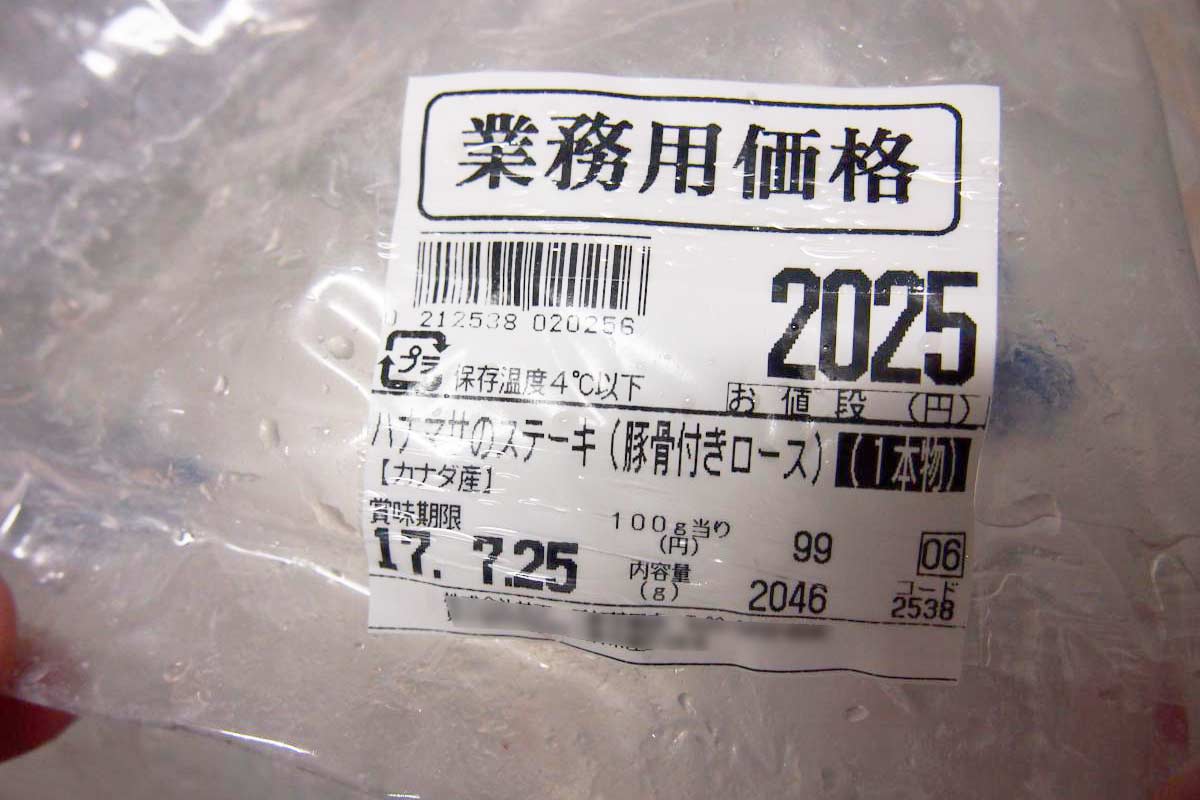 業務用価格
0 212538 020256
2025
プラ
保存温度4℃以下
お値段(円)
ハナマサのステーキ(豚骨付きロース)(1本物)
【カナダ産】
賞味期限
17. 7.25
100g当り
(円)
99
06
内容量
(g)
2046
コード
2538